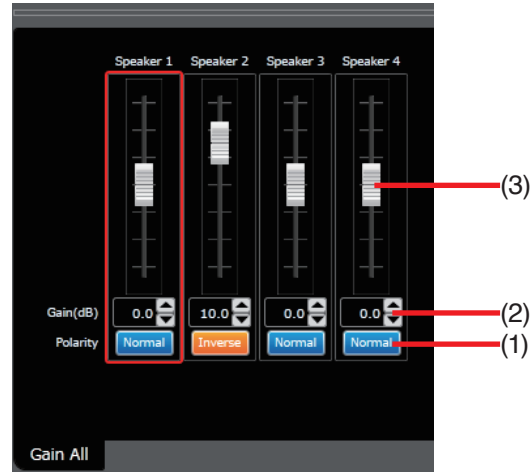 Speaker 1 Speaker 2 Speaker 3 Speaker 4
(3)
Gain(dB) 0.0 10.0 0.0 0.0 (2)
Polarity Normal Inverse Normal Normal (1)
Gain All